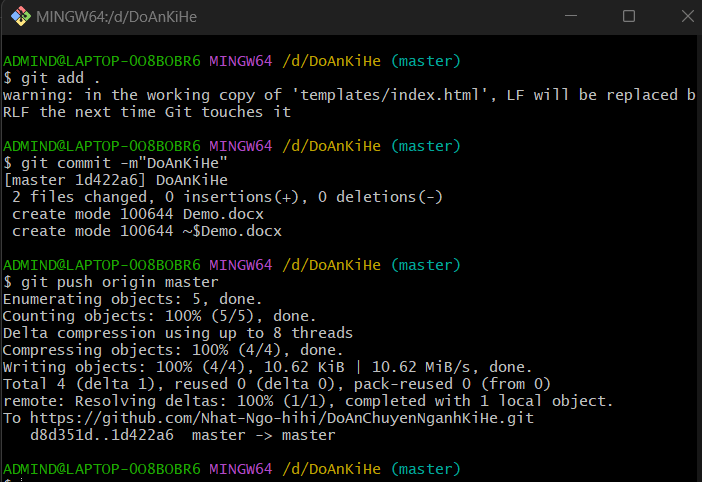 MINGW64:/d/DoAnKiHe
ADMIND@LAPTOP-OO8BOBR6 MINGW64 /d/DoAnKiHe (master)
$ git add .
warning: in the working copy of 'templates/index.html', LF will be replaced b
RLF the next time Git touches it
ADMIND@LAPTOP-OO8BOBR6 MINGW64 /d/DoAnKiHe (master)
$ git commit -m"DoAnKiHe"
[master 1d422a6] DoAnKiHe
 2 files changed, 0 insertions(+), 0 deletions(-)
 create mode 100644 Demo.docx
 create mode 100644 ~$Demo.docx
ADMIND@LAPTOP-OO8BOBR6 MINGW64 /d/DoAnKiHe (master)
$ git push origin master
Enumerating objects: 5, done.
Counting objects: 100% (5/5), done.
Delta compression using up to 8 threads
Compressing objects: 100% (4/4), done.
Writing objects: 100% (4/4), 10.62 KiB | 10.62 MiB/s, done.
Total 4 (delta 1), reused 0 (delta 0), pack-reused 0 (from 0)
remote: Resolving deltas: 100% (1/1), completed with 1 local object.
To https://github.com/Nhat-Ngo-hihi/DoAnChuyenNganhKiHe.git
   d8d351d..1d422a6  master -> master
ADMIND@LAPTOP-OO8BOBR6 MINGW64 /d/DoAnKiHe (master)
$